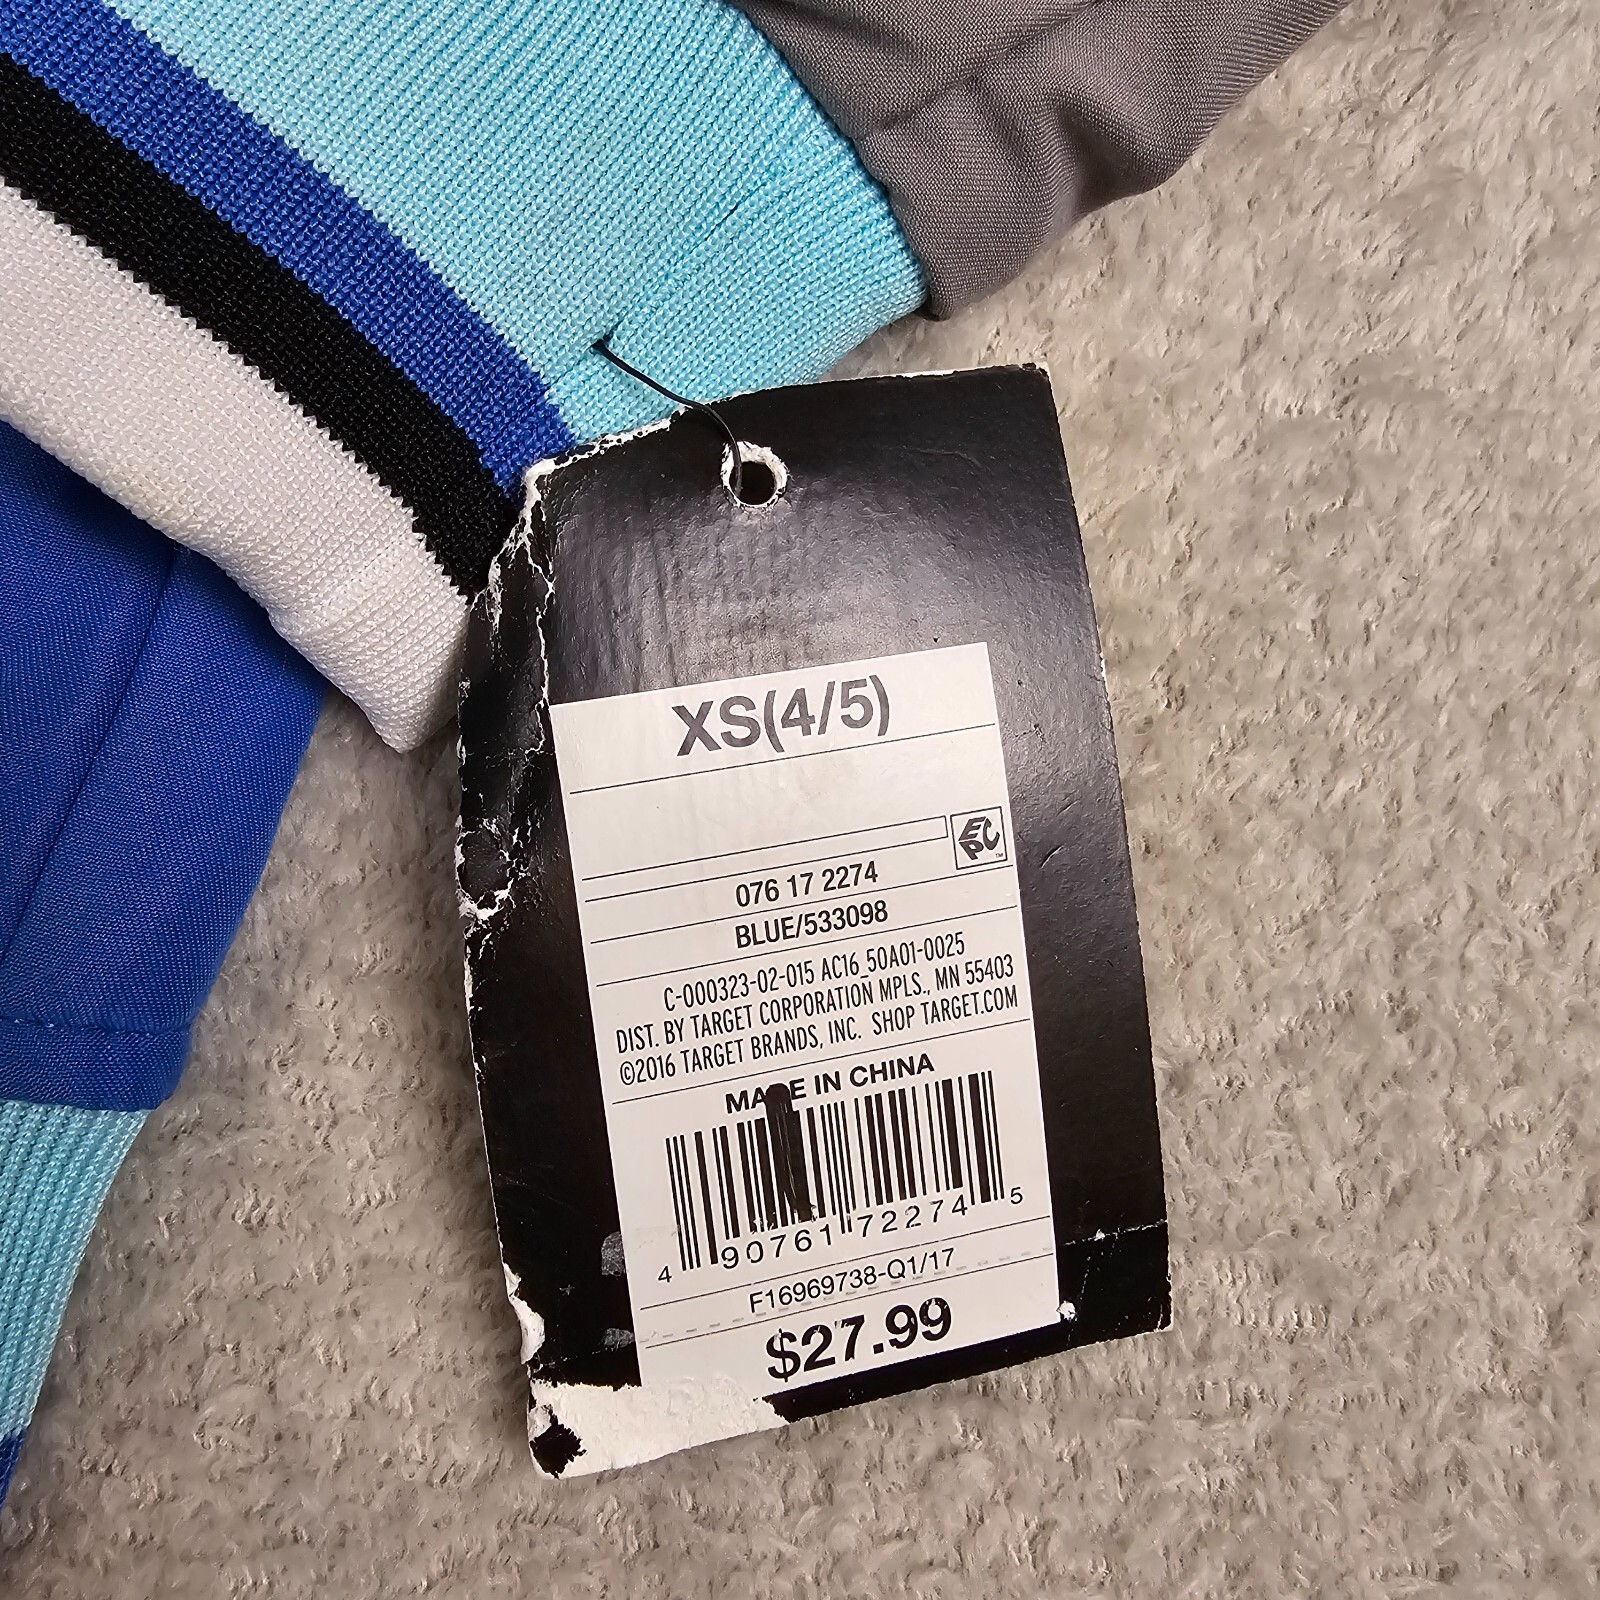 XS(4/5)
EPC™
076 17 2274
BLUE/533098
C-000323-02-015 AC16_50A01-0025
DIST. BY TARGET CORPORATION MPLS., MN 55403
©2016 TARGET BRANDS, INC. SHOP TARGET.COM
MADE IN CHINA
4 90761 72274 5
F16969738-Q1/17
$27.99